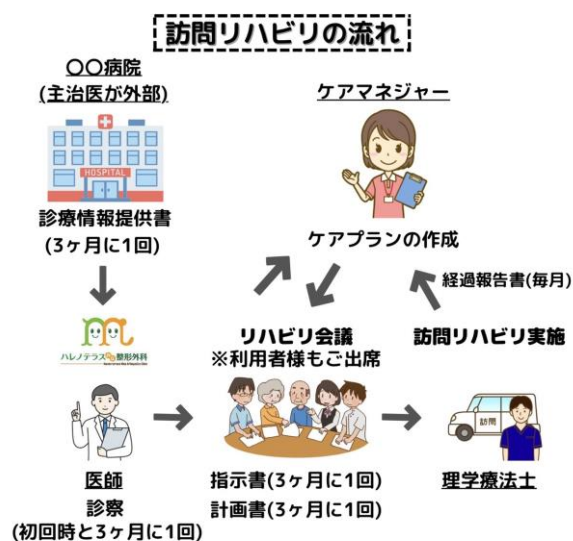 訪問リハビリの流れ
〇〇病院
(主治医が外部)
HOSPITAL
診療情報提供書
(3ヶ月に1回)
ケアマネジャー
ケアプランの作成
経過報告書(毎月)
ハレノテラス
整形外科
リハビリ会議
※利用者様もご出席
訪問リハビリ実施
訪問
医師
診察
(初回時と3ヶ月に1回)
指示書(3ヶ月に1回)
計画書(3ヶ月に1回)
理学療法士